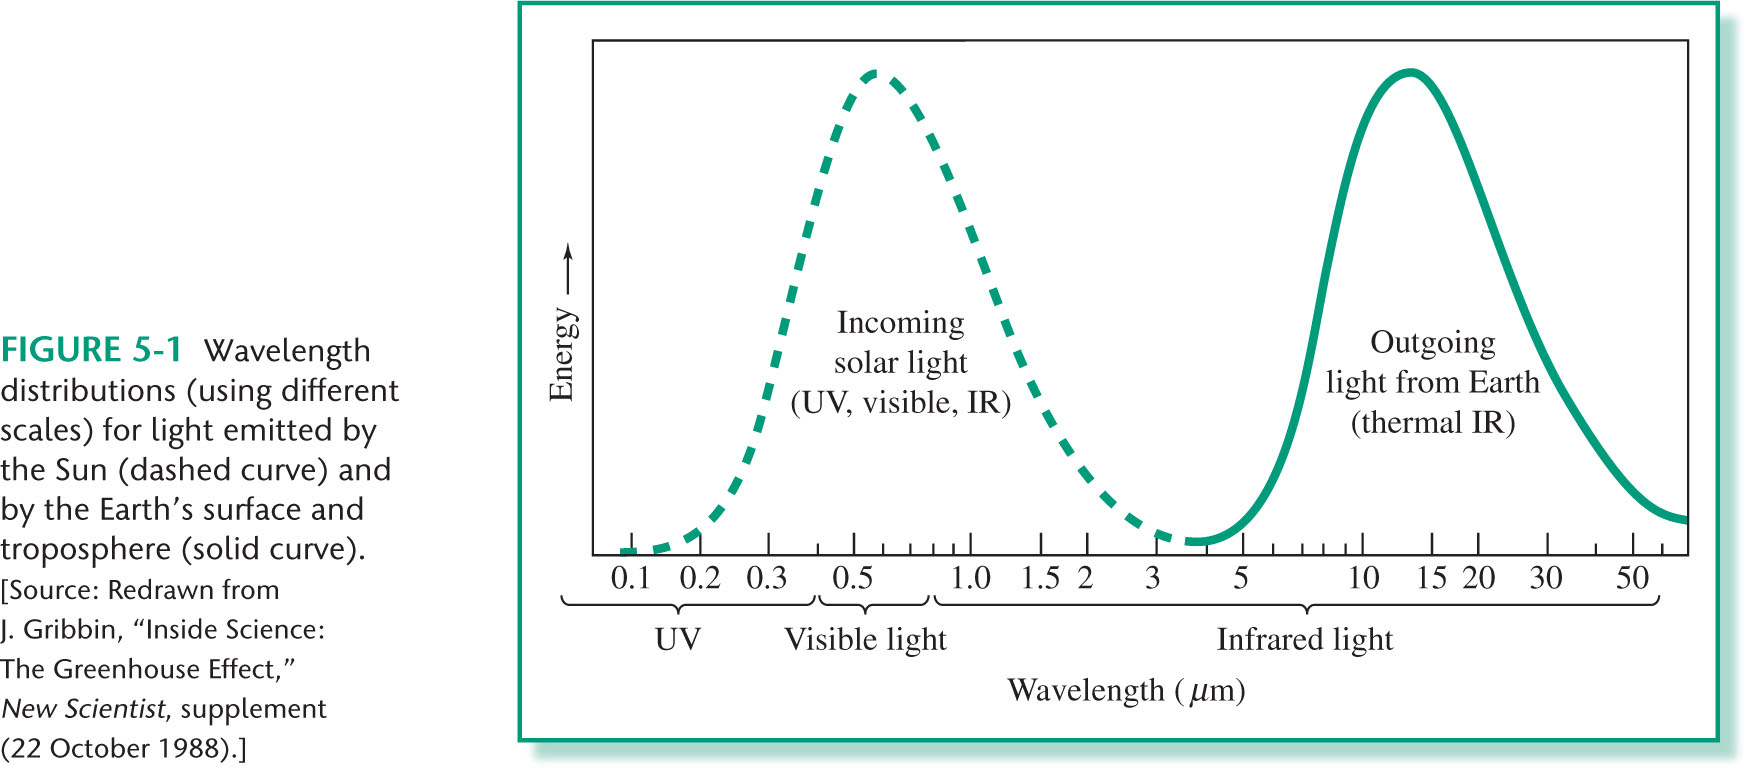 FIGURE 5-1 Wavelength
distributions (using different
scales) for light emitted by
the Sun (dashed curve) and
by the Earth’s surface and
troposphere (solid curve).
[Source: Redrawn from
J. Gribbin, “Inside Science:
The Greenhouse Effect,”
New Scientist, supplement
(22 October 1988).]
Energy
Incoming
solar light
(UV, visible, IR)
Outgoing
light from Earth
(thermal IR)
0.1 0.2 0.3 0.5 1.0 1.5 2 3 5 10 15 20 30 50
UV Visible light Infrared light
Wavelength (μm)